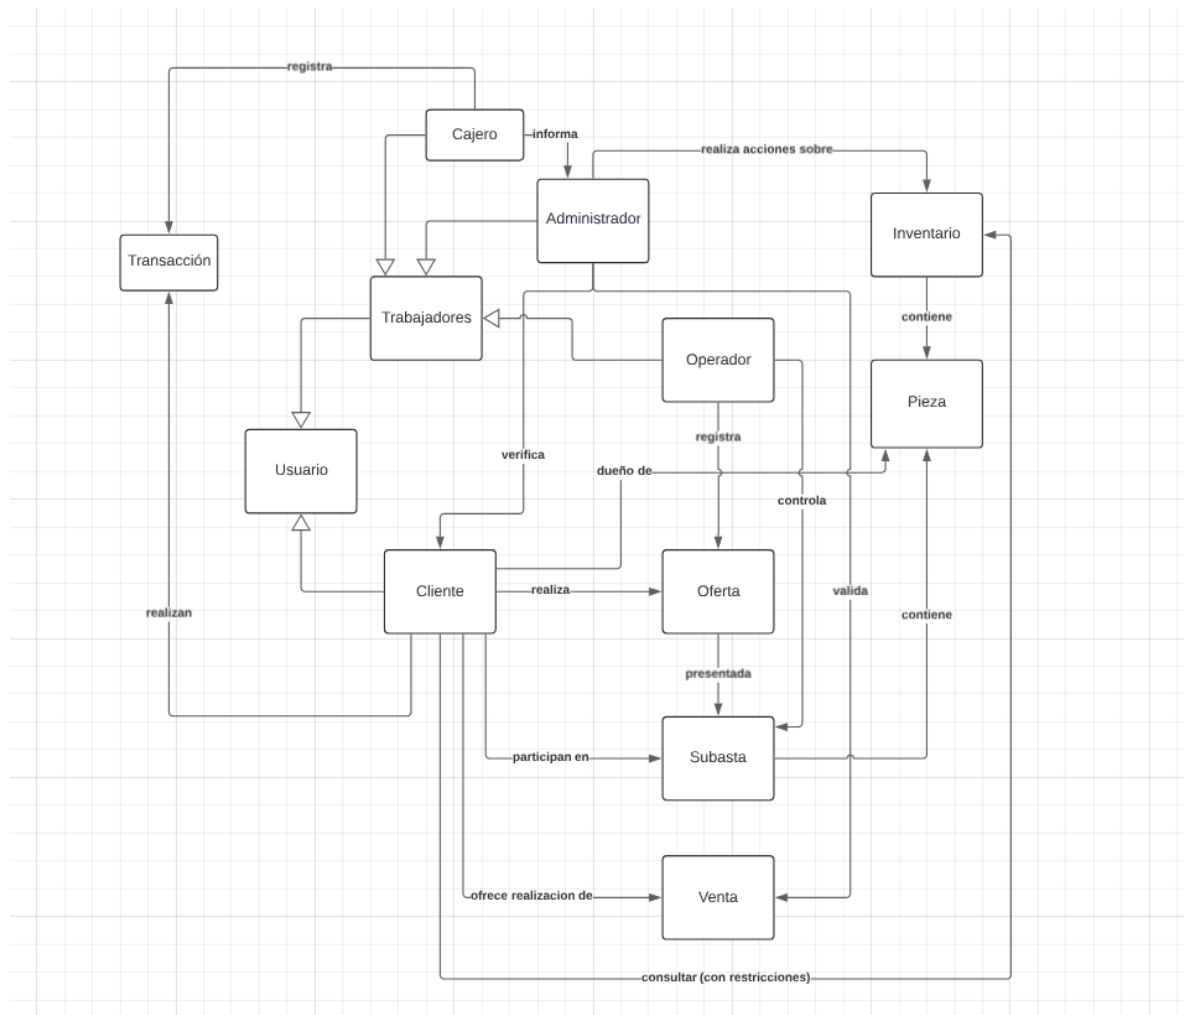 registra
Cajero
informa
realiza acciones sobre
Administrador
Inventario
Transacción
contiene
Trabajadores
Operador
Pieza
registra
verifica
dueño de
Usuario
controla
Cliente
realiza
Oferta
valida
realizan
contiene
presentada
participan en
Subasta
ofrece realizacion de
Venta
consultar (con restricciones)